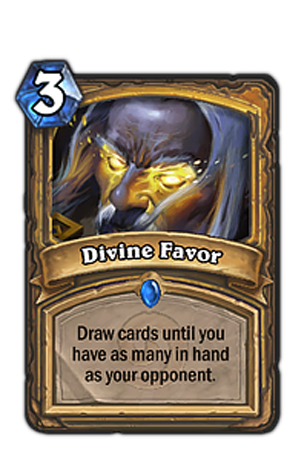 3
Divine Favor
Draw cards until you
have as many in hand
as your opponent.